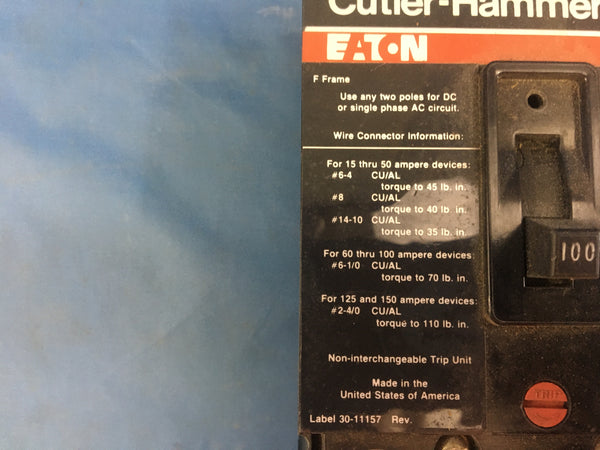 Cutler-Hammer
EATON
F Frame
Use any two poles for DC
or single phase AC circuit.
Wire Connector Information:
For 15 thru 50 ampere devices:
#6-4 CU/AL
torque to 45 lb. in.
#8 CU/AL
torque to 40 lb. in.
#14-10 CU/AL
torque to 35 lb. in.
For 60 thru 100 ampere devices:
#6-1/0 CU/AL
torque to 70 lb. in.
For 125 and 150 ampere devices:
#2-4/0 CU/AL
torque to 110 lb. in.
Non-interchangeable Trip Unit
Made in the
United States of America
Label 30-11157 Rev.
100
TRIP